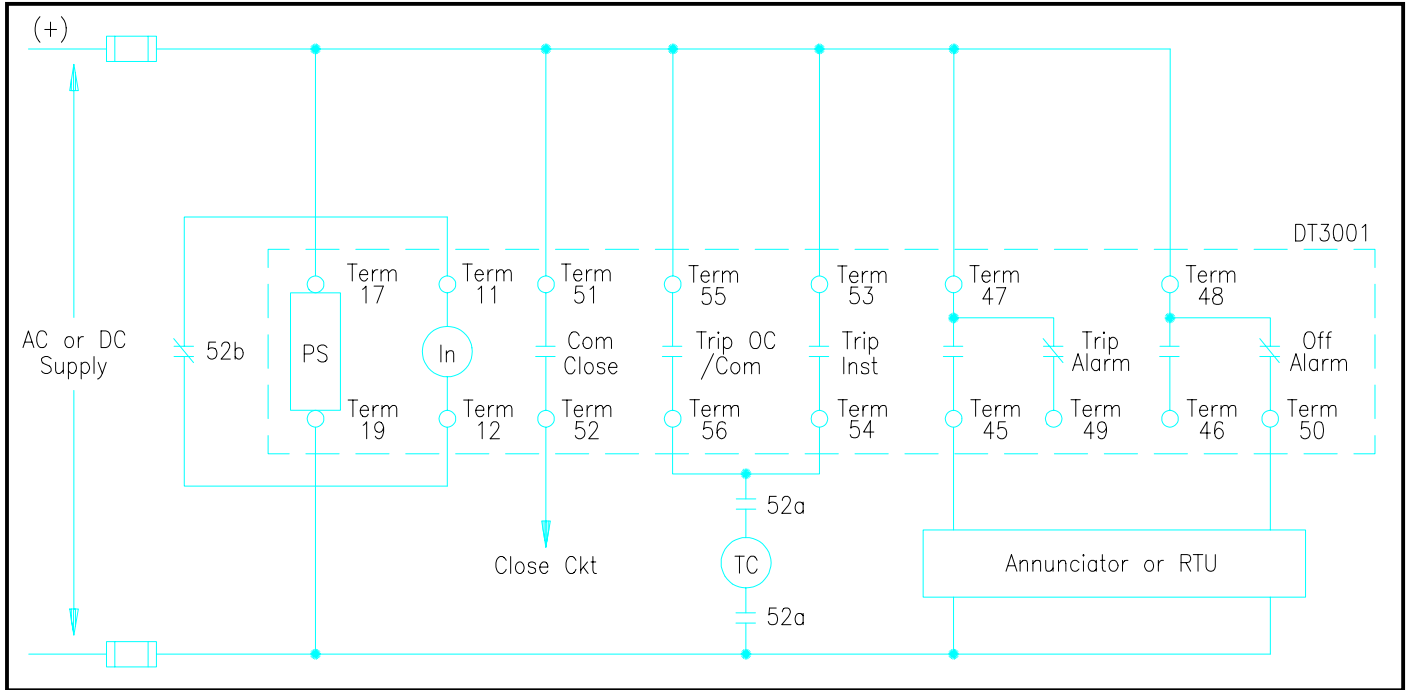 (+)
DT3001
Term
17
Term
11
Term
51
Term
55
Term
53
Term
47
Term
48
AC or DC
Supply
52b
PS
In
Com
Close
Trip OC
/Com
Trip
Inst
Trip
Alarm
Off
Alarm
Term
19
Term
12
Term
52
Term
56
Term
54
Term
45
Term
49
Term
46
Term
50
52a
Close Ckt
TC
Annunciator or RTU
52a